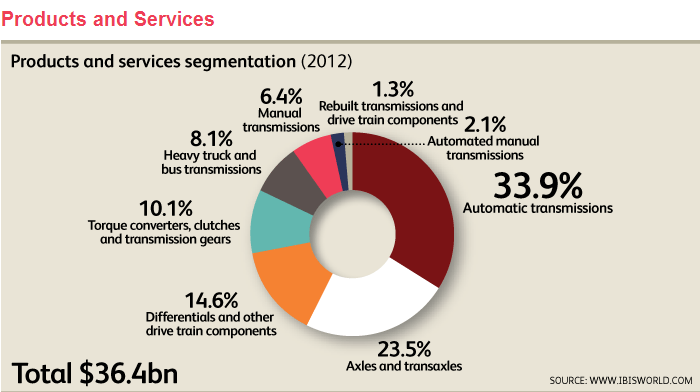 Products and Services
Products and services segmentation (2012)
1.3%
Rebuilt transmissions and
drive train components
6.4%
Manual
transmissions
2.1%
Automated manual
transmissions
8.1%
Heavy truck and
bus transmissions
33.9%
Automatic transmissions
10.1%
Torque converters, clutches
and transmission gears
14.6%
Differentials and other
drive train components
23.5%
Axles and transaxles
Total $36.4bn
SOURCE: WWW.IBISWORLD.COM